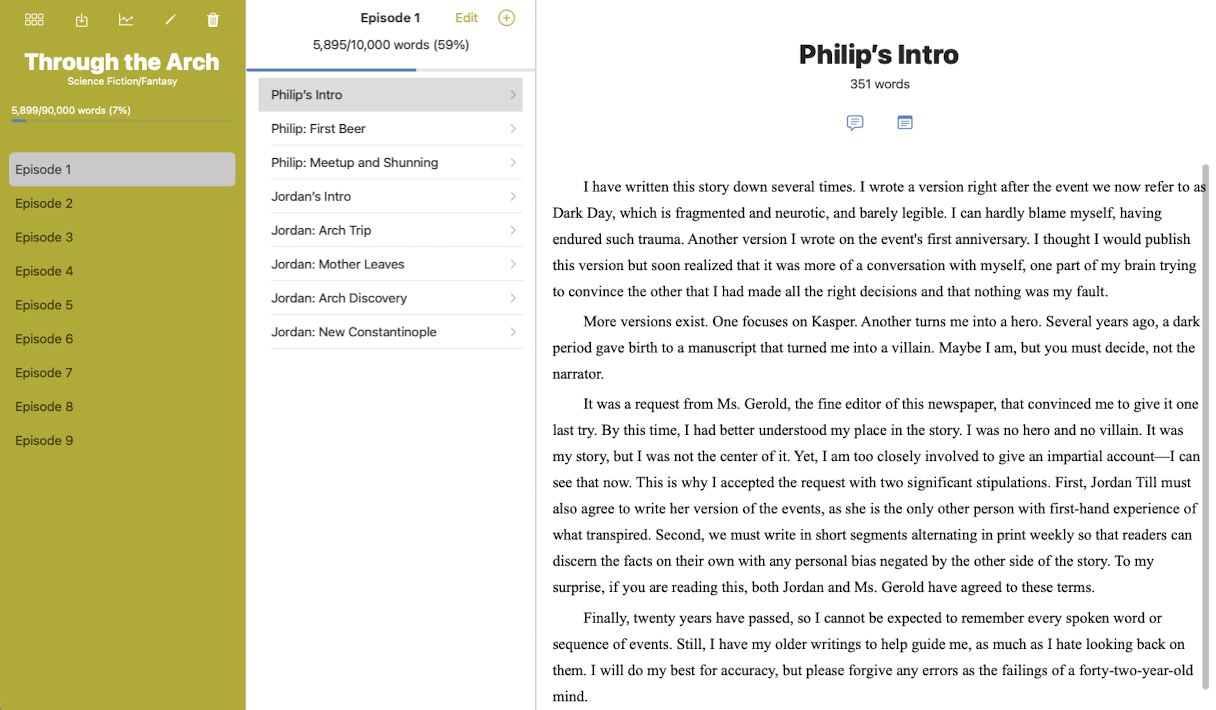 Through the Arch
Science Fiction/Fantasy
5,899/90,000 words (7%)
Episode 1
Episode 2
Episode 3
Episode 4
Episode 5
Episode 6
Episode 7
Episode 8
Episode 9
Episode 1
Edit
5,895/10,000 words (59%)
Philip's Intro
Philip: First Beer
Philip: Meetup and Shunning
Jordan's Intro
Jordan: Arch Trip
Jordan: Mother Leaves
Jordan: Arch Discovery
Jordan: New Constantinople
Philip's Intro
351 words
I have written this story down several times. I wrote a version right after the event we now refer to as
Dark Day, which is fragmented and neurotic, and barely legible. I can hardly blame myself, having
endured such trauma. Another version I wrote on the event's first anniversary. I thought I would publish
this version but soon realized that it was more of a conversation with myself, one part of my brain trying
to convince the other that I had made all the right decisions and that nothing was my fault.
More versions exist. One focuses on Kasper. Another turns me into a hero. Several years ago, a dark
period gave birth to a manuscript that turned me into a villain. Maybe I am, but you must decide, not the
narrator.
It was a request from Ms. Gerold, the fine editor of this newspaper, that convinced me to give it one
last try. By this time, I had better understood my place in the story. I was no hero and no villain. It was
my story, but I was not the center of it. Yet, I am too closely involved to give an impartial account—I can
see that now. This is why I accepted the request with two significant stipulations. First, Jordan Till must
also agree to write her version of the events, as she is the only other person with first-hand experience of
what transpired. Second, we must write in short segments alternating in print weekly so that readers can
discern the facts on their own with any personal bias negated by the other side of the story. To my
surprise, if you are reading this, both Jordan and Ms. Gerold have agreed to these terms.
Finally, twenty years have passed, so I cannot be expected to remember every spoken word or
sequence of events. Still, I have my older writings to help guide me, as much as I hate looking back on
them. I will do my best for accuracy, but please forgive any errors as the failings of a forty-two-year-old
mind.